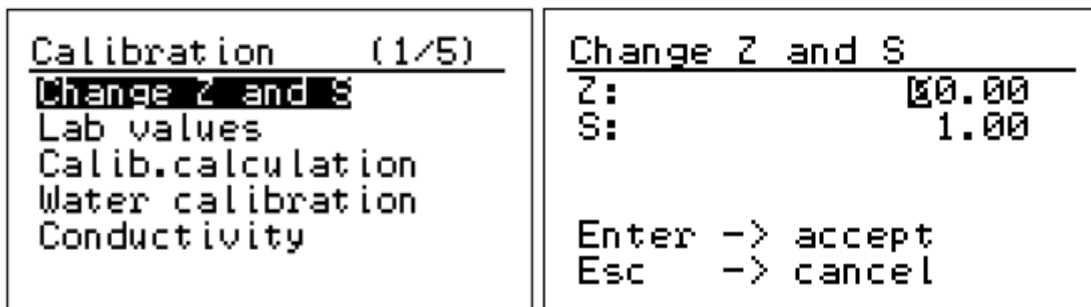 Calibration (1/5)
Change Z and S
Lab values
Calib.calculation
Water calibration
Conductivity
Change Z and S
Z: 0.00
S: 1.00
Enter -> accept
Esc -> cancel